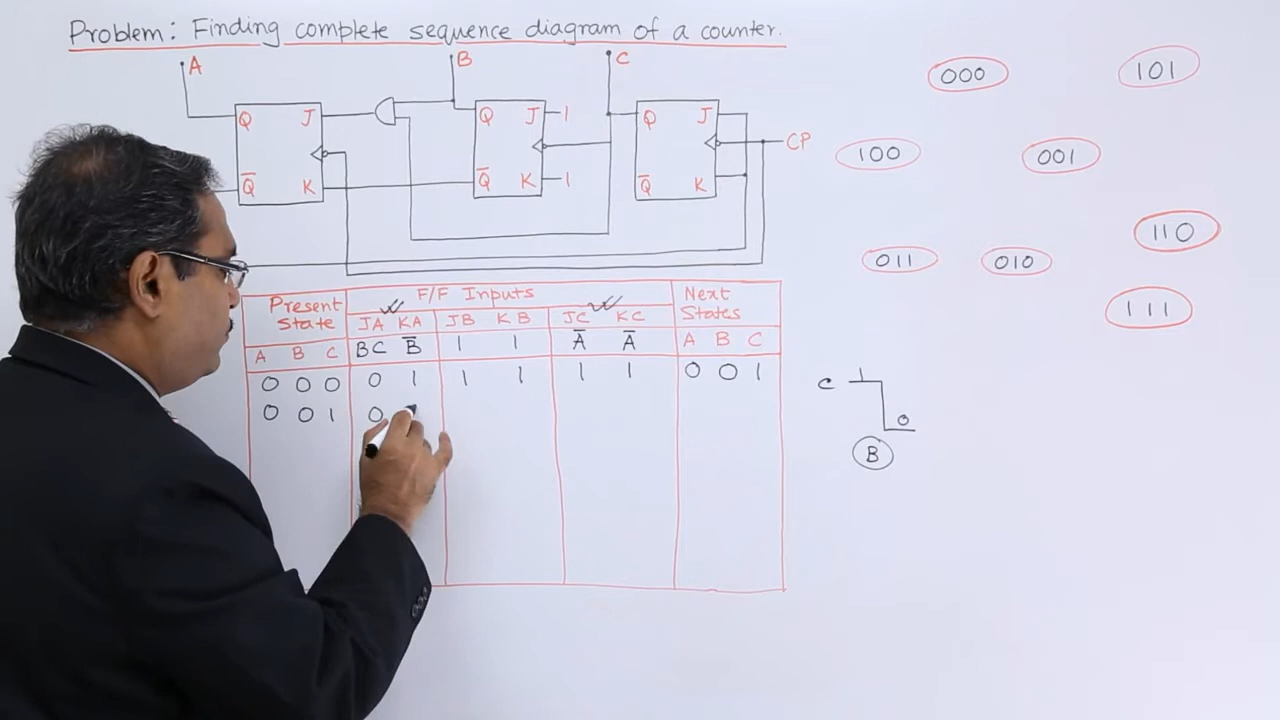 Problem: Finding complete sequence diagram of a counter.
A B C
Q J Q J 1 Q J
CP
Q̅ K Q̅ K 1 Q̅ K
000 101
100 001
110
011 010
111
Present State F/F Inputs Next States
JA KA JB KB JC KC
A B C BC B̅ 1 1 A̅ A̅ A B C
0 0 0 0 1 1 1 1 1 0 0 1
0 0 1 0
C 1 0
B